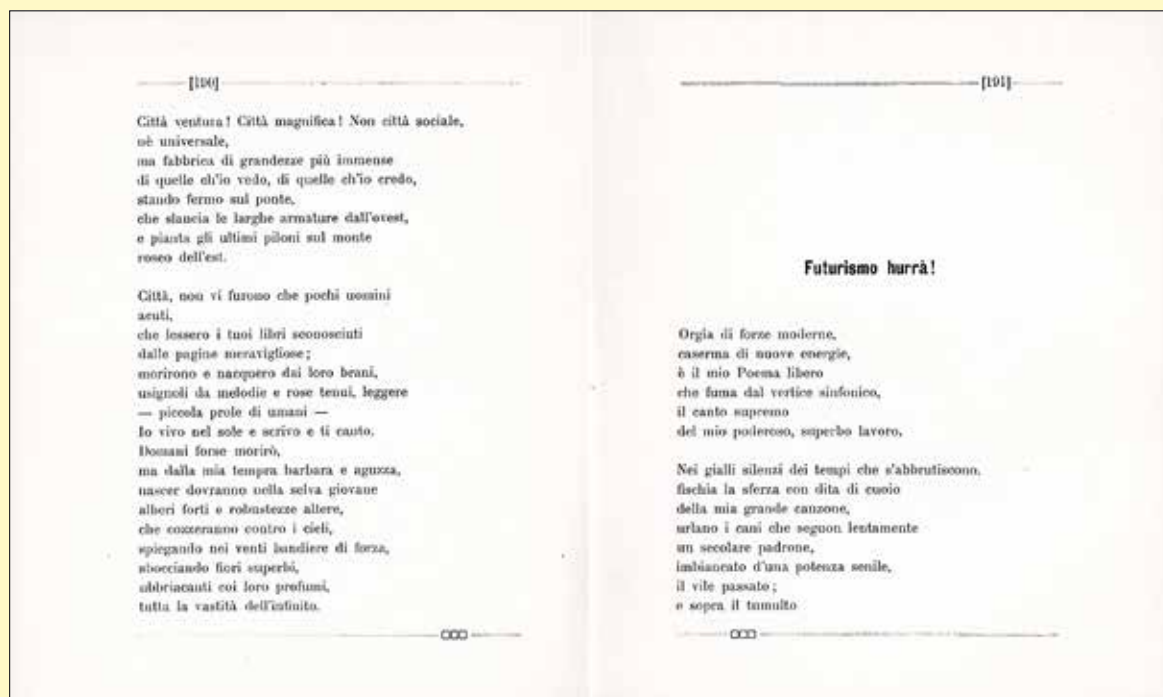 [190]
Città ventura! Città magnifica! Non città sociale,
nè universale,
ma fabbrica di grandezze più immense
di quelle ch'io vedo, di quelle ch'io credo,
stando fermo sul ponte,
che slancia le larghe armature dall'ovest,
e pianta gli ultimi piloni sul monte
roseo dell'est.
Città, non vi furono che pochi uomini
acuti,
che lessero i tuoi libri sconosciuti
dalle pagine meravigliose;
morirono e nacquero dai loro brani,
usignoli da melodie e rose tenui, leggere
— piccola prole di umani —
Io vivo nel sole e scrivo e ti canto.
Domani forse morirò,
ma dalla mia tempra barbara e aguzza,
nascer dovranno nella selva giovane
alberi forti e robustezze altere,
che cozzeranno contro i cieli,
spiegando nei venti bandiere di forza,
sbocciando fiori superbi,
ubbriacanti coi loro profumi,
tutta la vastità dell'infinito.
[191]
Futurismo hurrà!
Orgia di forze moderne,
caserma di nuove energie,
è il mio Poema libero
che fuma dal vertice sinfonico,
il canto supremo
del mio poderoso, superbo lavoro.
Nei gialli silenzi dei tempi che s'abbrutiscono,
fischia la sferza con dita di cuoio
della mia grande canzone,
urlano i cani che seguon lentamente
un secolare padrone,
imbiancato d'una potenza senile,
il vile passato;
e sopra il tumulto